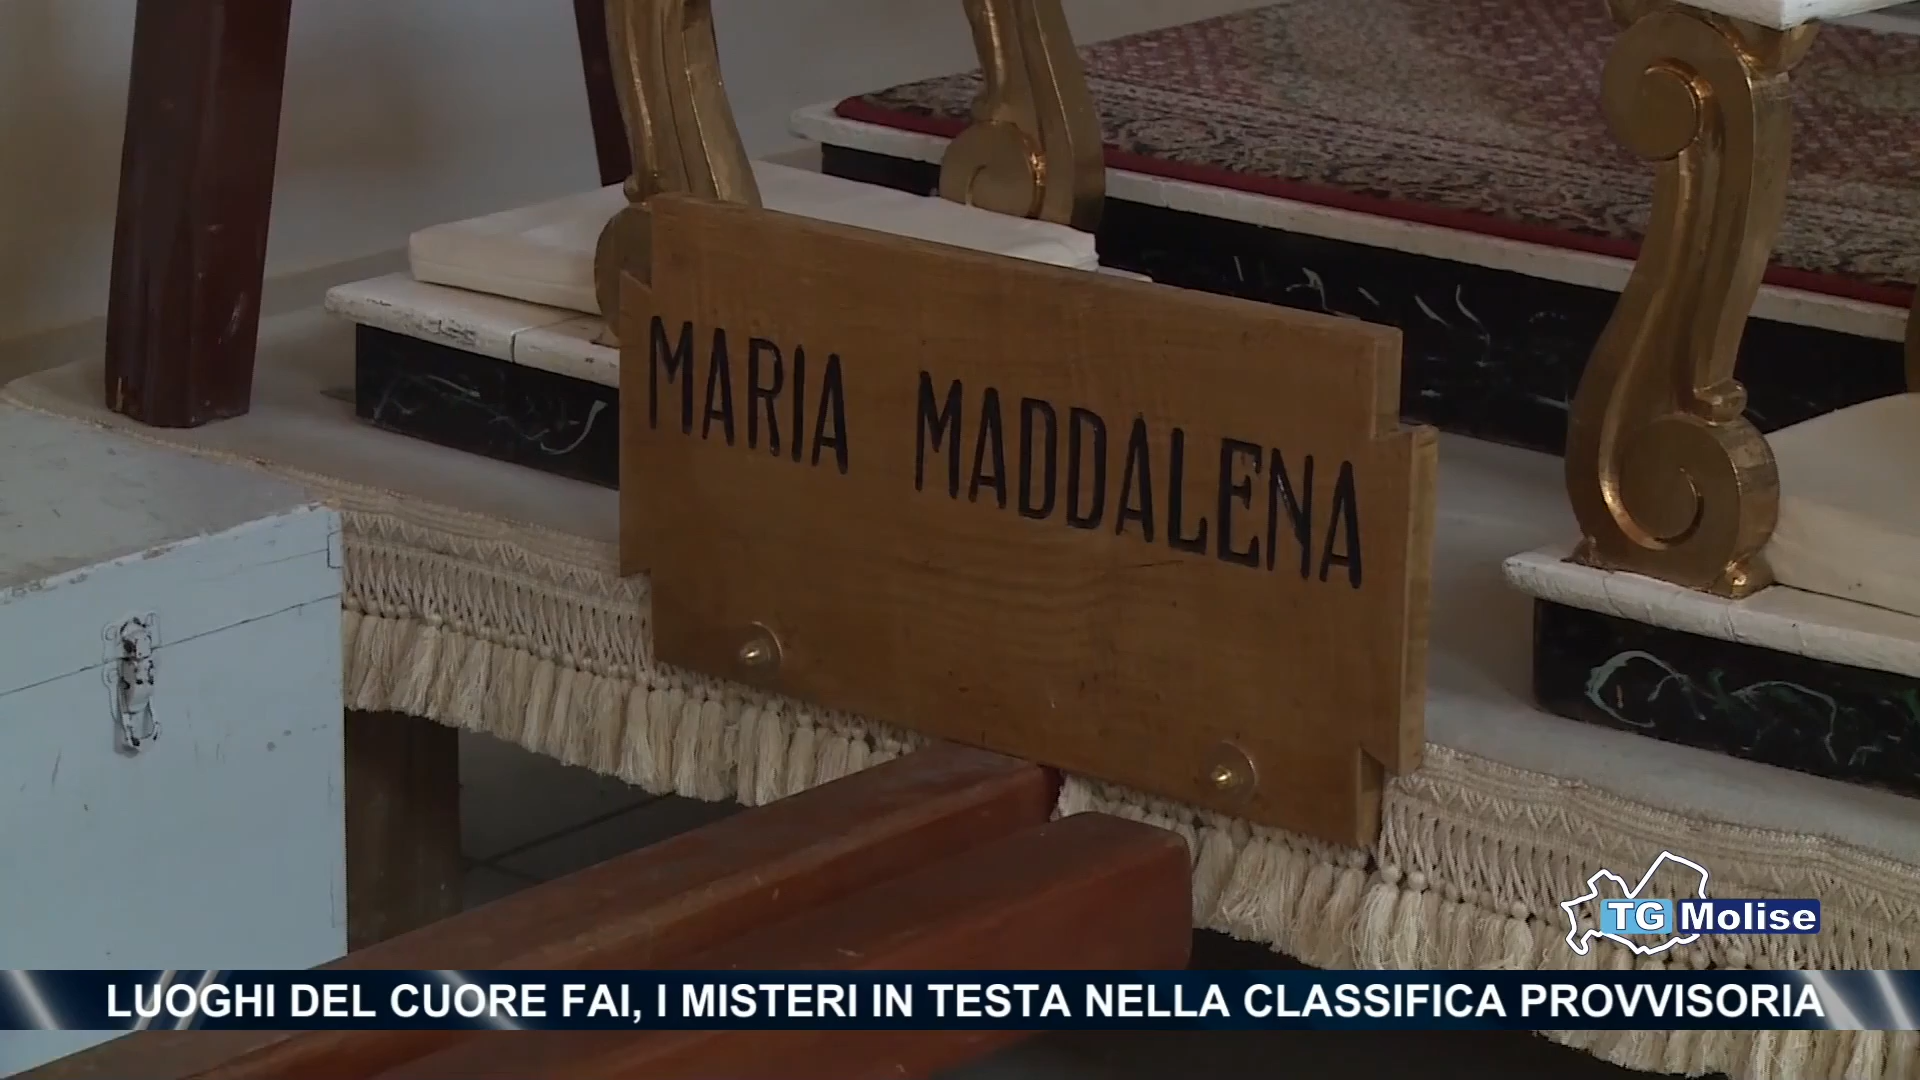 MARIA MADDALENA
TG Molise
LUOGHI DEL CUORE FAI, I MISTERI IN TESTA NELLA CLASSIFICA PROVVISORIA